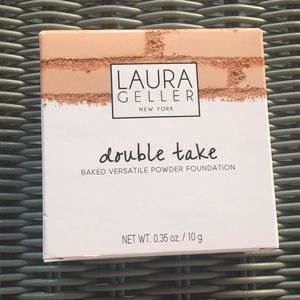 LAURA
GELLER
NEW YORK
double take
BAKED VERSATILE POWDER FOUNDATION
NET WT. 0.35 oz. / 10 g